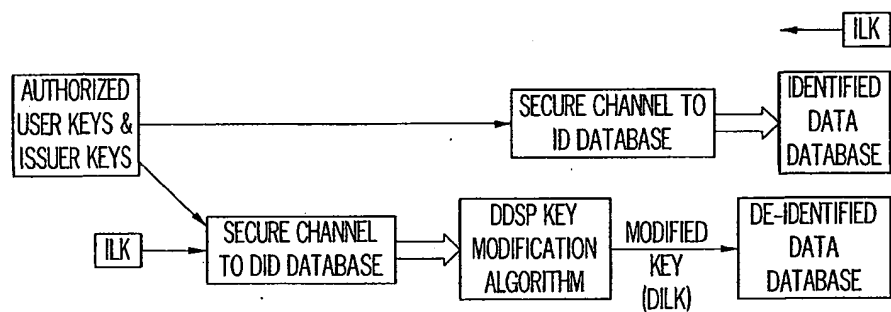 ILK
AUTHORIZED
USER KEYS &
ISSUER KEYS
SECURE CHANNEL TO
ID DATABASE
IDENTIFIED
DATA
DATABASE
ILK
SECURE CHANNEL
TO DID DATABASE
DDSP KEY
MODIFICATION
ALGORITHM
MODIFIED
KEY
(DILK)
DE-IDENTIFIED
DATA
DATABASE